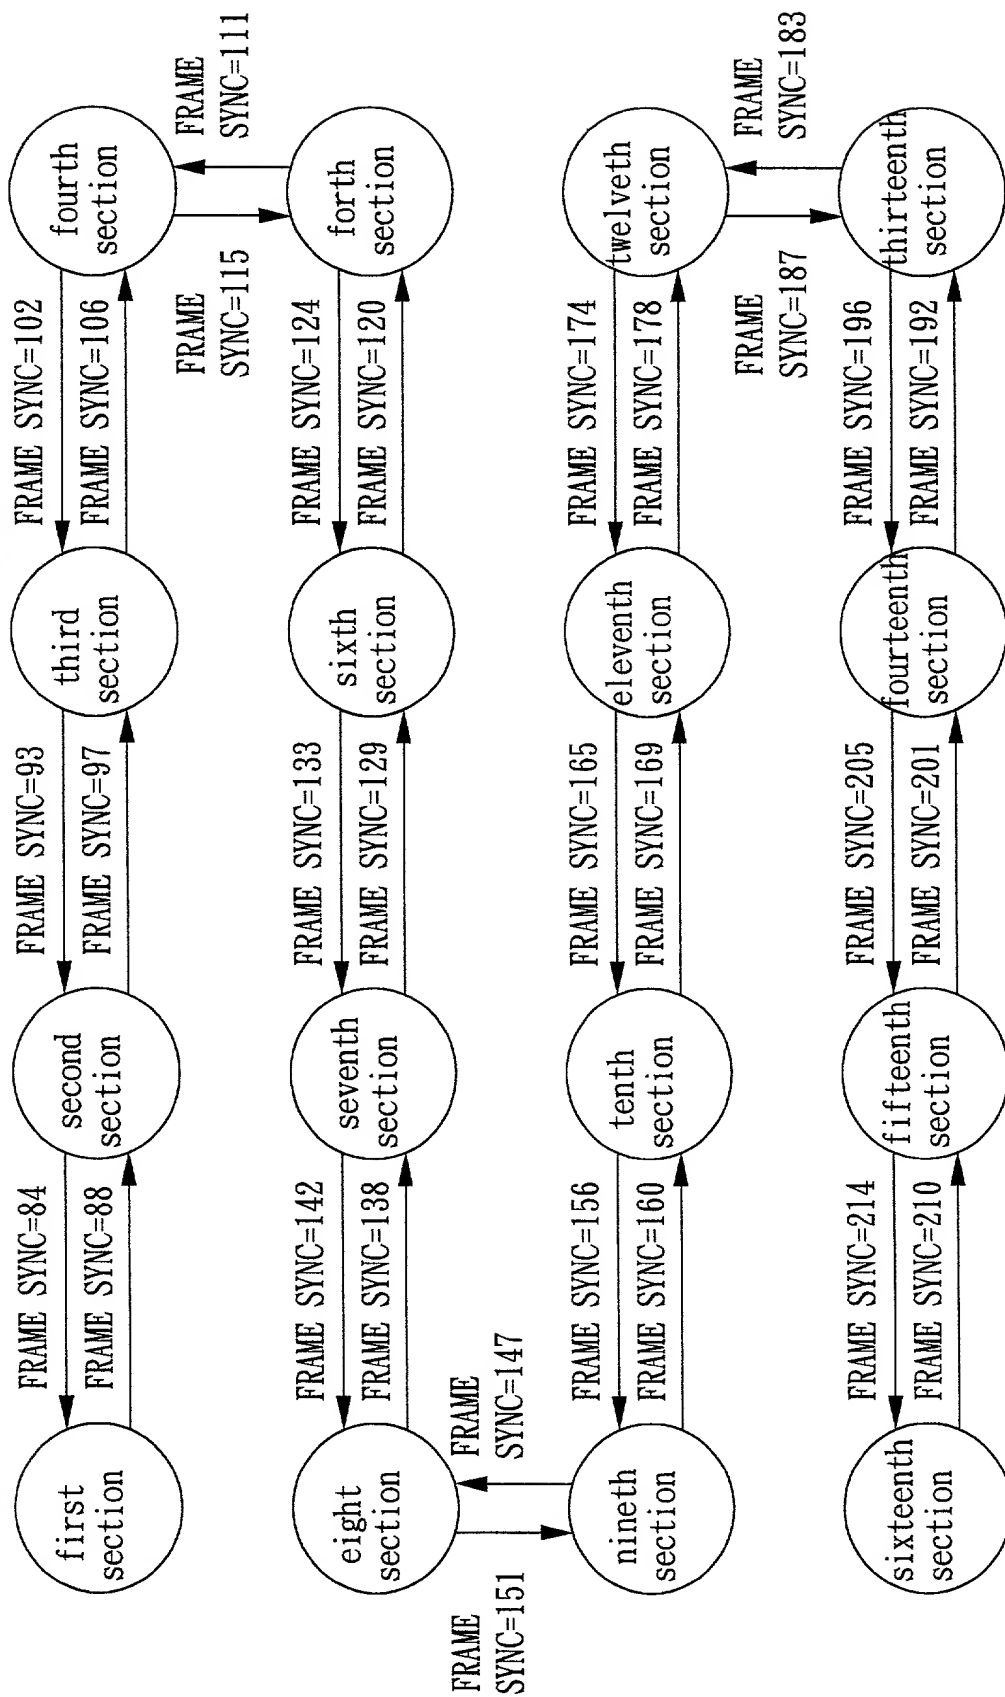 first
section
FRAME SYNC=84
FRAME SYNC=88
second
section
FRAME SYNC=93
FRAME SYNC=97
third
section
FRAME SYNC=102
FRAME SYNC=106
fourth
section
FRAME
SYNC=115
FRAME
SYNC=111
eight
section
FRAME SYNC=142
FRAME SYNC=138
seventh
section
FRAME SYNC=133
FRAME SYNC=129
sixth
section
FRAME SYNC=124
FRAME SYNC=120
forth
section
FRAME
SYNC=151
FRAME
SYNC=147
nineth
section
FRAME SYNC=156
FRAME SYNC=160
tenth
section
FRAME SYNC=165
FRAME SYNC=169
eleventh
section
FRAME SYNC=174
FRAME SYNC=178
twelveth
section
FRAME
SYNC=187
FRAME
SYNC=183
sixteenth
section
FRAME SYNC=214
FRAME SYNC=210
fifteenth
section
FRAME SYNC=205
FRAME SYNC=201
fourteenth
section
FRAME SYNC=196
FRAME SYNC=192
thirteenth
section